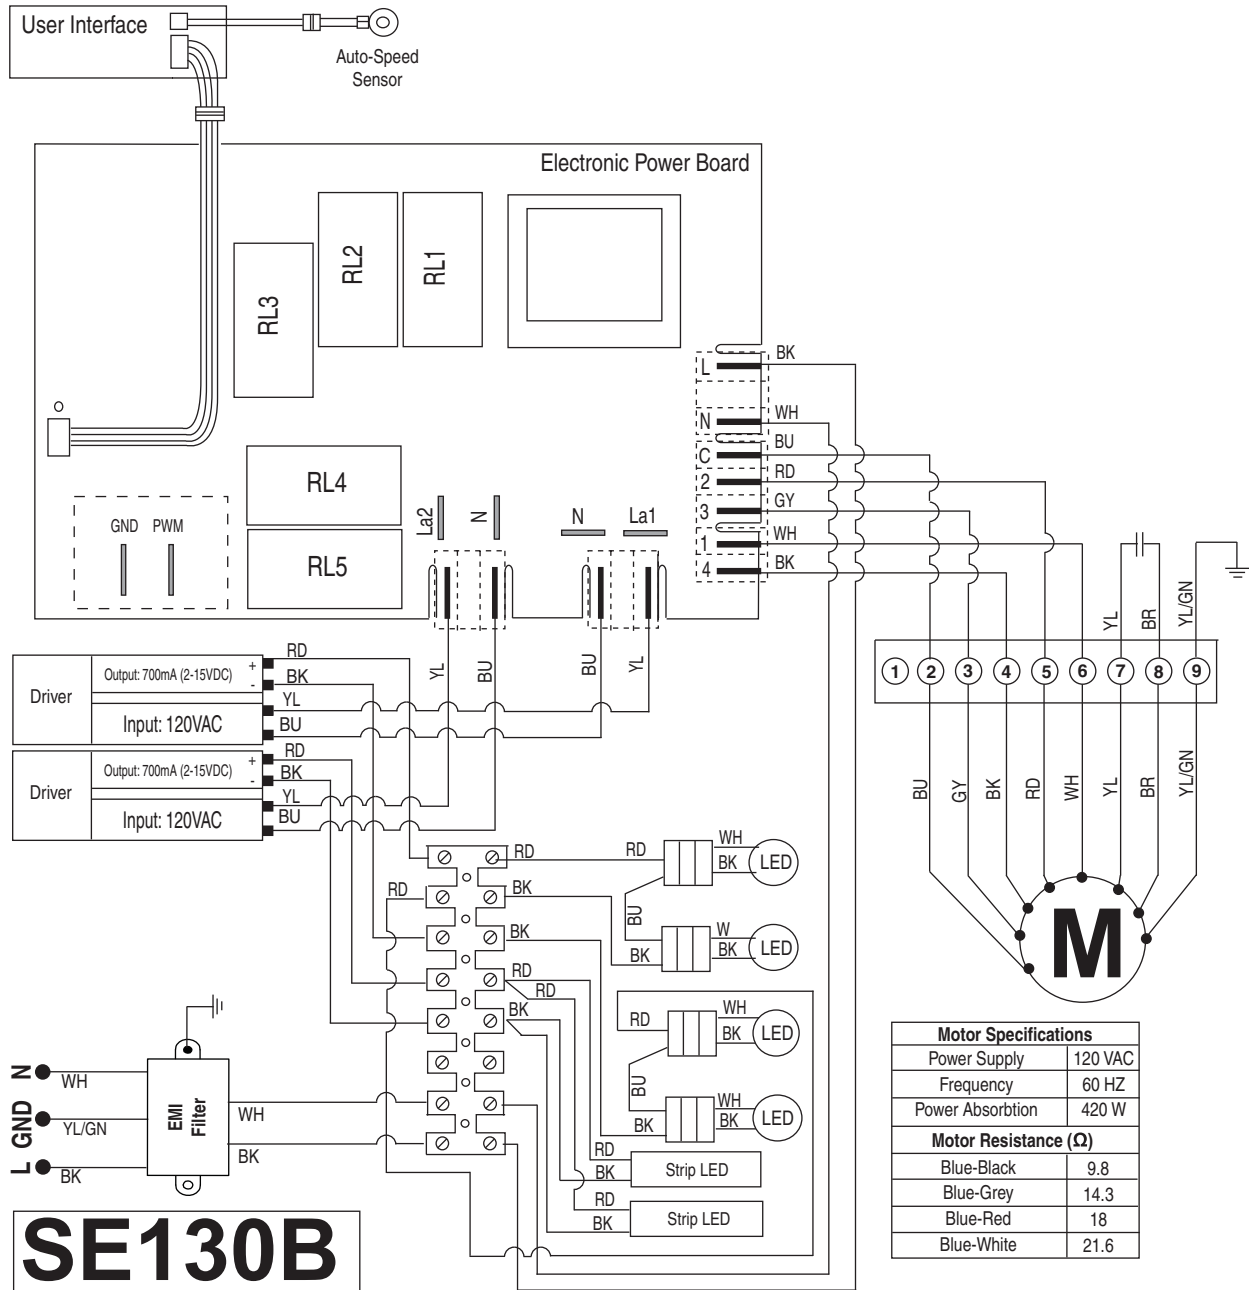 User Interface
Auto-Speed
Sensor
Electronic Power Board
RL2
RL1
RL3
L
BK
N
WH
C
BU
2
RD
3
GY
1
WH
4
BK
RL4
RL5
GND PWM
La2
N
N
La1
YL
BU
BU
YL
YL
BR
YL/GN
Driver
Output: 700mA (2-15VDC)
+
-
Input: 120VAC
RD
BK
YL
BU
Driver
Output: 700mA (2-15VDC)
+
-
Input: 120VAC
RD
BK
YL
BU
1 2 3 4 5 6 7 8 9
BU
GY
BK
RD
WH
YL
BR
YL/GN
M
RD
RD
WH
BK
LED
RD
BK
BU
BK
W
BK
LED
BK
RD
RD
BK
RD
WH
BK
LED
BU
BK
WH
BK
LED
RD
BK
Strip LED
RD
BK
Strip LED
N
WH
GND
YL/GN
L
BK
EMI
Filter
WH
BK
Motor Specifications
Power Supply 120 VAC
Frequency 60 HZ
Power Absorbtion 420 W
Motor Resistance (Ω)
Blue-Black 9.8
Blue-Grey 14.3
Blue-Red 18
Blue-White 21.6
SE130B